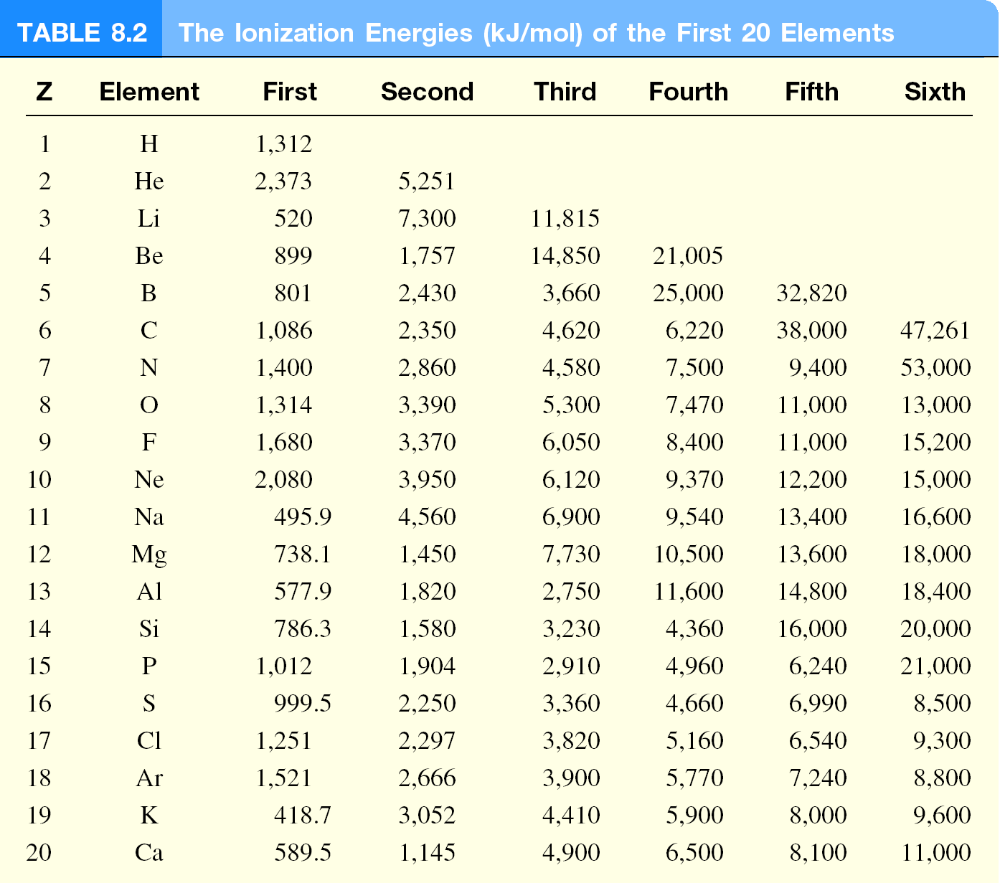 TABLE 8.2 The Ionization Energies (kJ/mol) of the First 20 Elements
Z Element First Second Third Fourth Fifth Sixth
1 H 1,312
2 He 2,373 5,251
3 Li 520 7,300 11,815
4 Be 899 1,757 14,850 21,005
5 B 801 2,430 3,660 25,000 32,820
6 C 1,086 2,350 4,620 6,220 38,000 47,261
7 N 1,400 2,860 4,580 7,500 9,400 53,000
8 O 1,314 3,390 5,300 7,470 11,000 13,000
9 F 1,680 3,370 6,050 8,400 11,000 15,200
10 Ne 2,080 3,950 6,120 9,370 12,200 15,000
11 Na 495.9 4,560 6,900 9,540 13,400 16,600
12 Mg 738.1 1,450 7,730 10,500 13,600 18,000
13 Al 577.9 1,820 2,750 11,600 14,800 18,400
14 Si 786.3 1,580 3,230 4,360 16,000 20,000
15 P 1,012 1,904 2,910 4,960 6,240 21,000
16 S 999.5 2,250 3,360 4,660 6,990 8,500
17 Cl 1,251 2,297 3,820 5,160 6,540 9,300
18 Ar 1,521 2,666 3,900 5,770 7,240 8,800
19 K 418.7 3,052 4,410 5,900 8,000 9,600
20 Ca 589.5 1,145 4,900 6,500 8,100 11,000